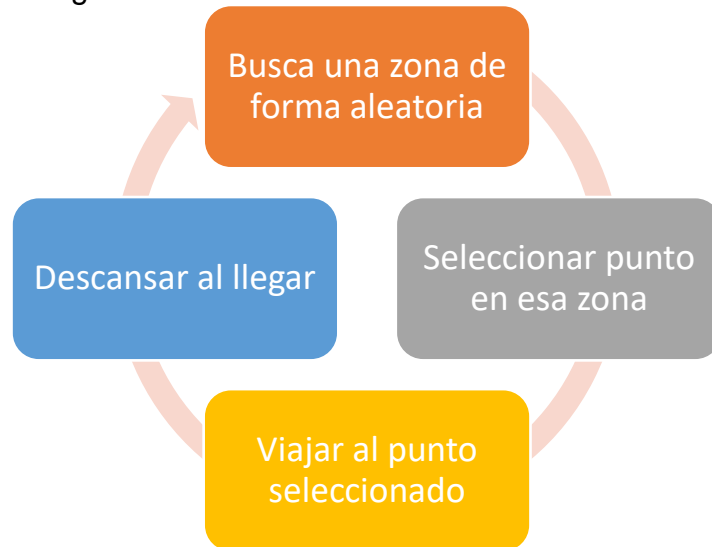 Busca una zona de
forma aleatoria
Seleccionar punto
en esa zona
Viajar al punto
seleccionado
Descansar al llegar